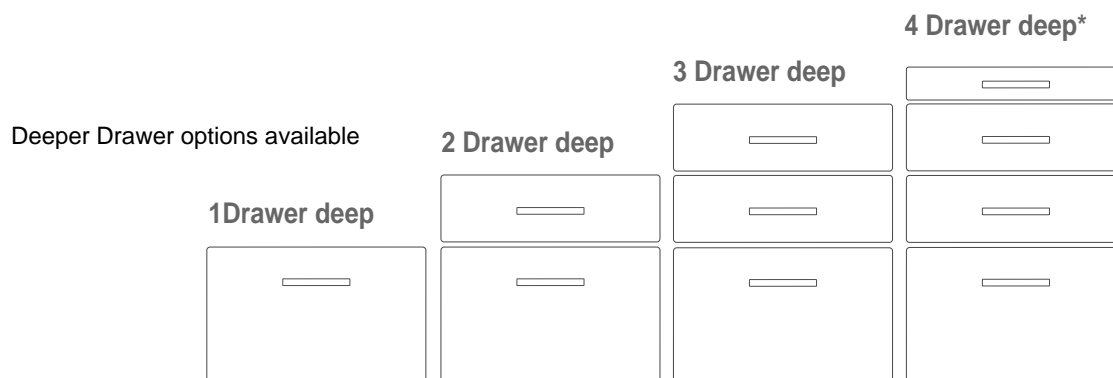 4 Drawer deep*
3 Drawer deep
Deeper Drawer options available
2 Drawer deep
1Drawer deep